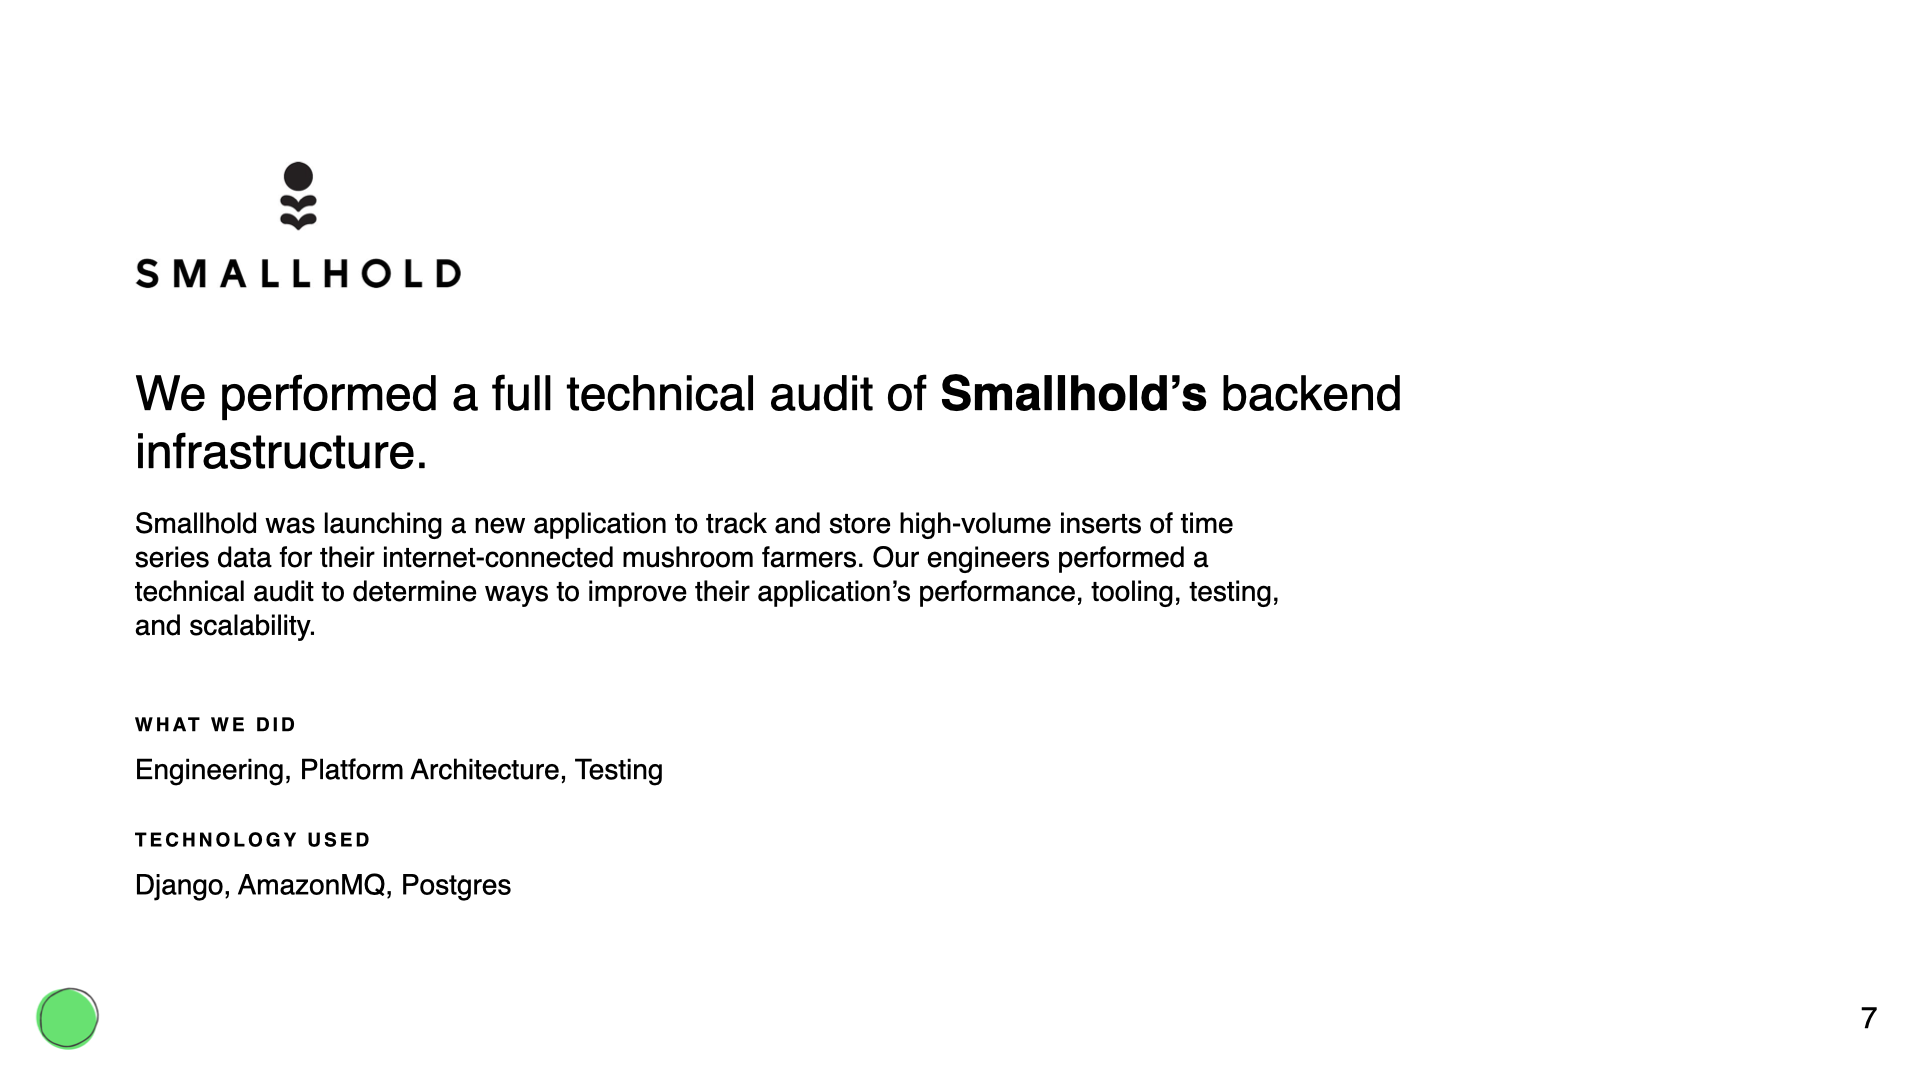 SMALLHOLD
We performed a full technical audit of Smallhold’s backend
infrastructure.
Smallhold was launching a new application to track and store high-volume inserts of time
series data for their internet-connected mushroom farmers. Our engineers performed a
technical audit to determine ways to improve their application’s performance, tooling, testing,
and scalability.
WHAT WE DID
Engineering, Platform Architecture, Testing
TECHNOLOGY USED
Django, AmazonMQ, Postgres
7